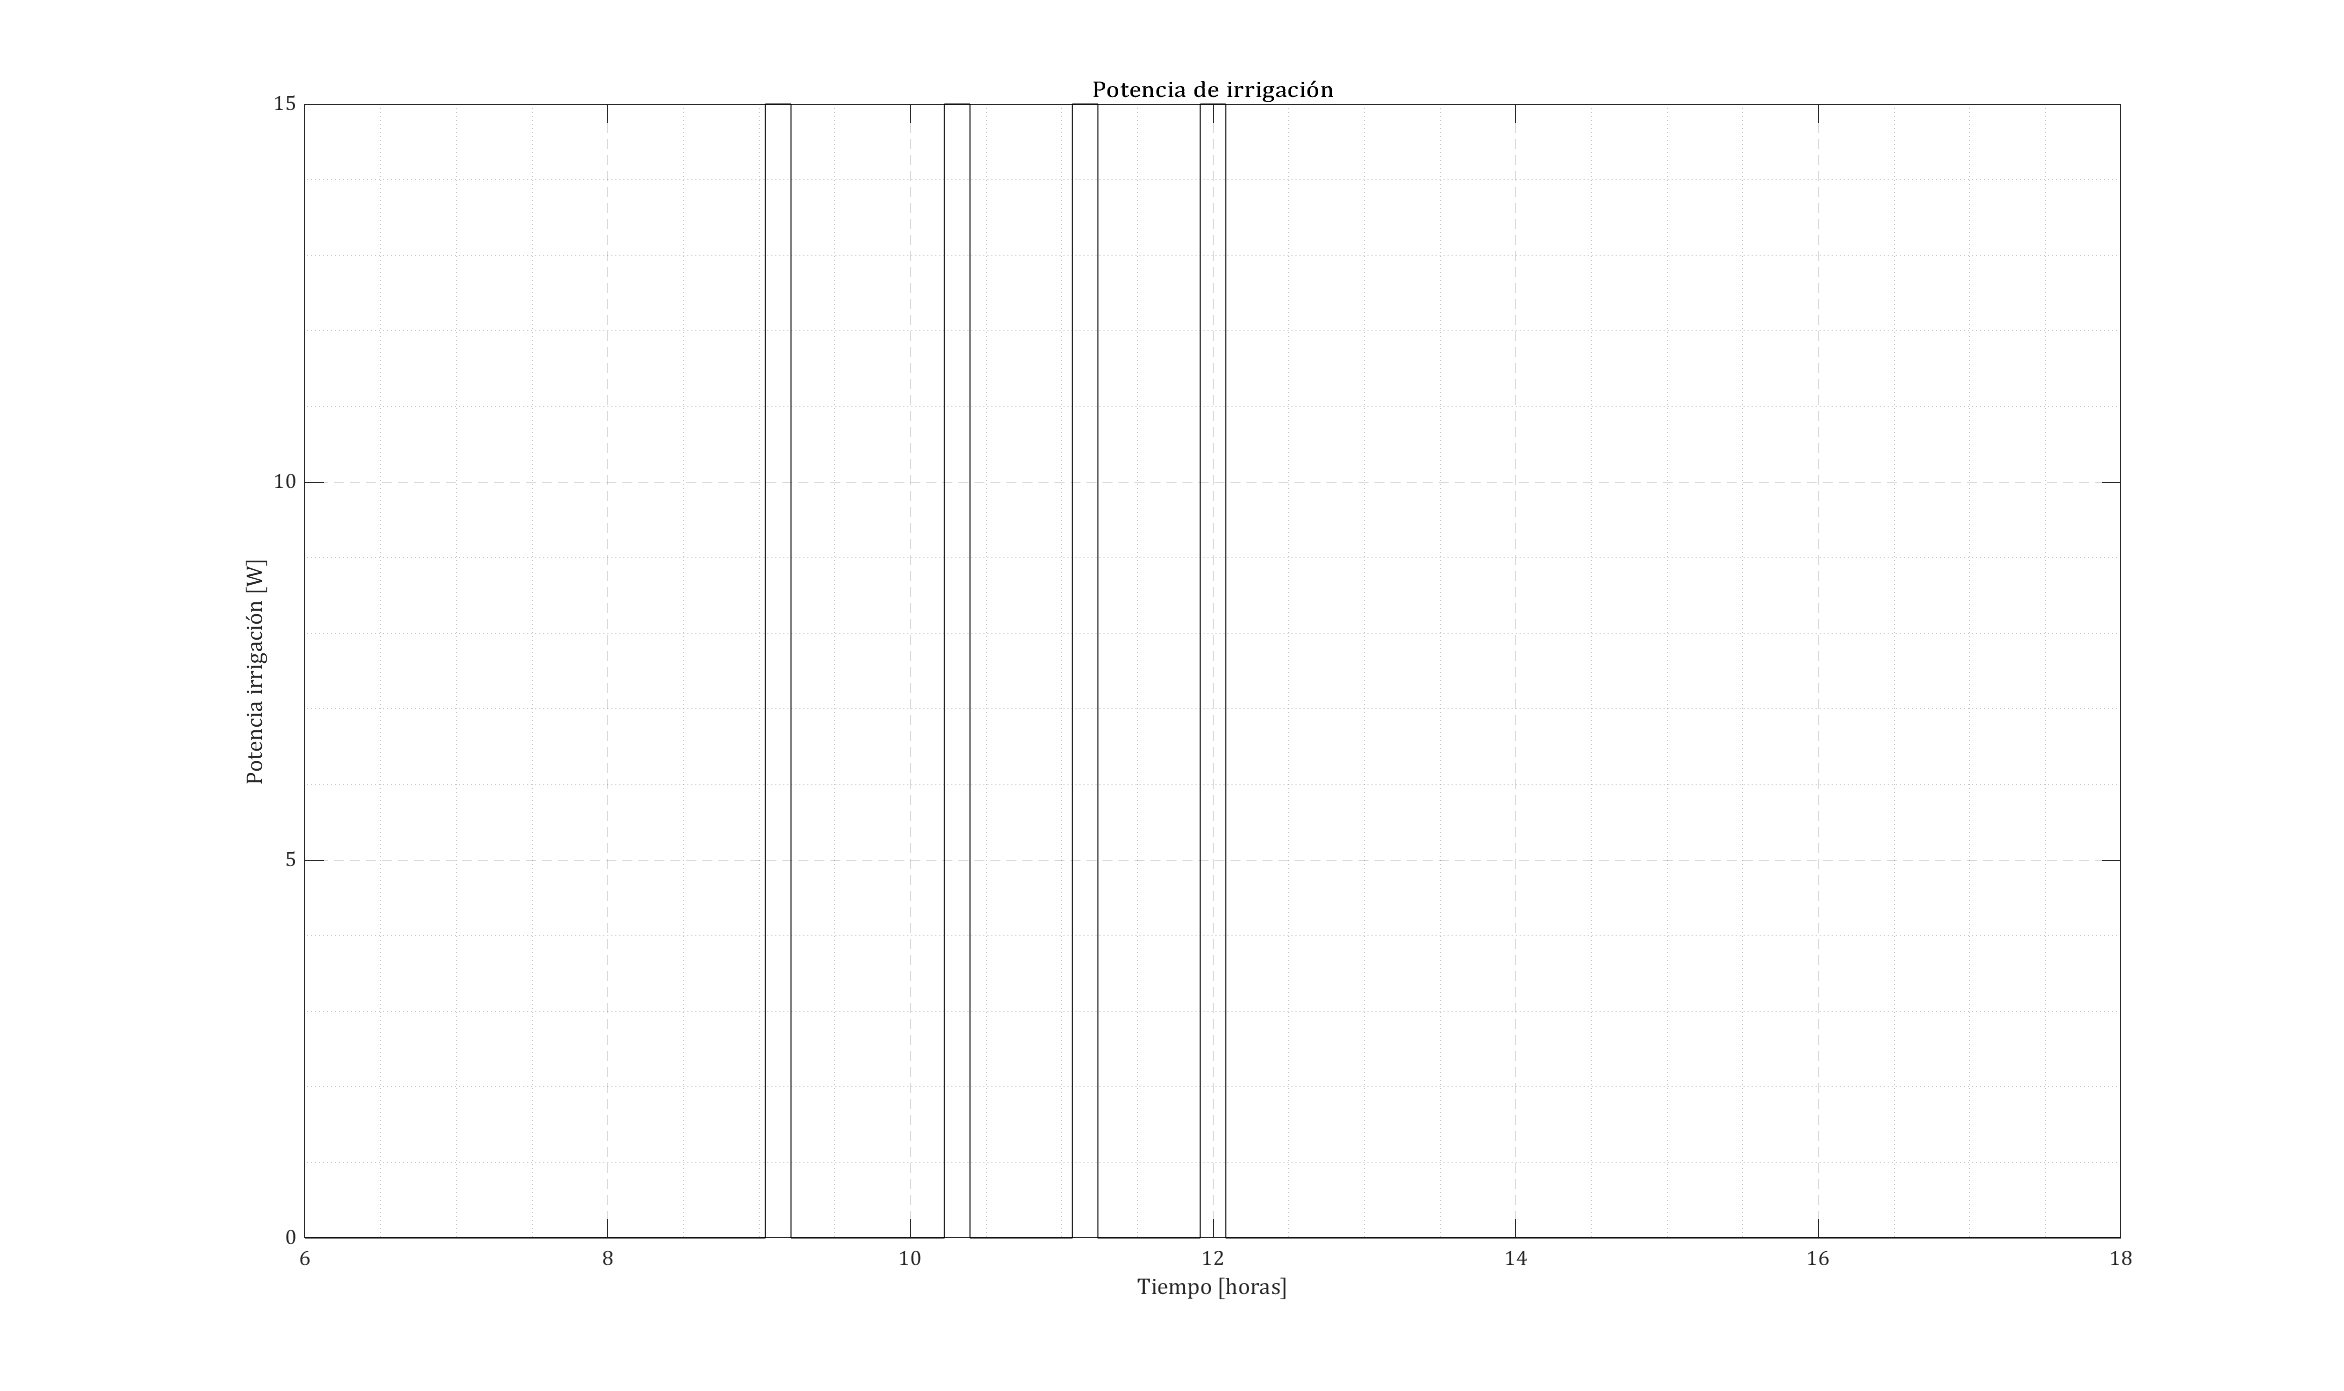 Potencia de irrigación
15
10
5
0
Potencia irrigación [W]
6 8 10 12 14 16 18
Tiempo [horas]